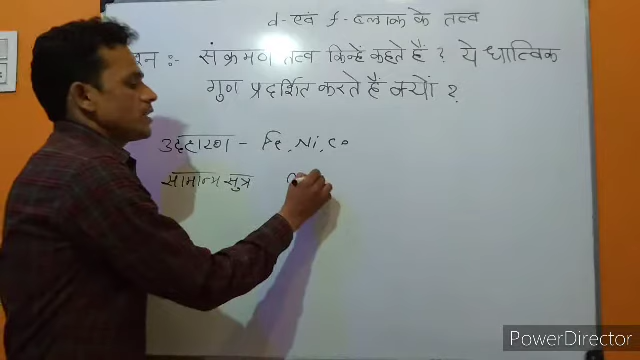 d-एवं f-ब्लाक के तत्व
संक्रमण तत्व किन्हें कहते हैं ? ये धात्विक
गुण प्रदर्शित करते हैं क्यों ?
उदाहरण - Fe, Ni, Co
सामान्य सुत्र
PowerDirector